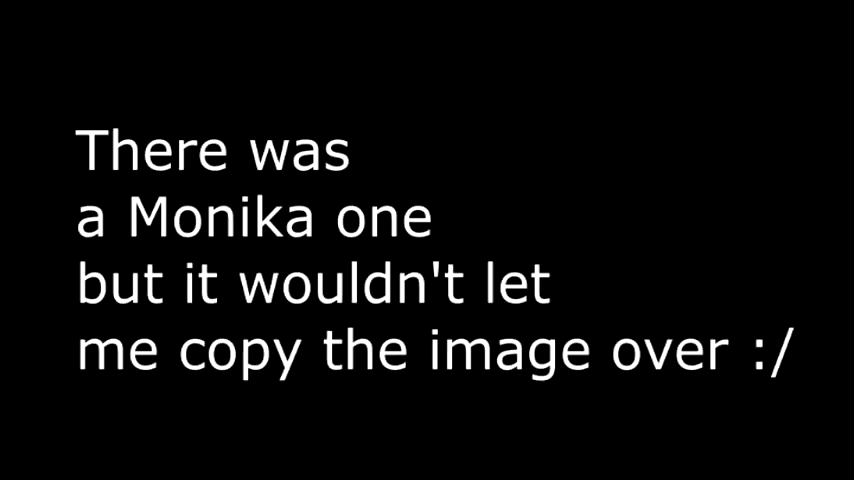 There was
a Monika one
but it wouldn't let
me copy the image over :/